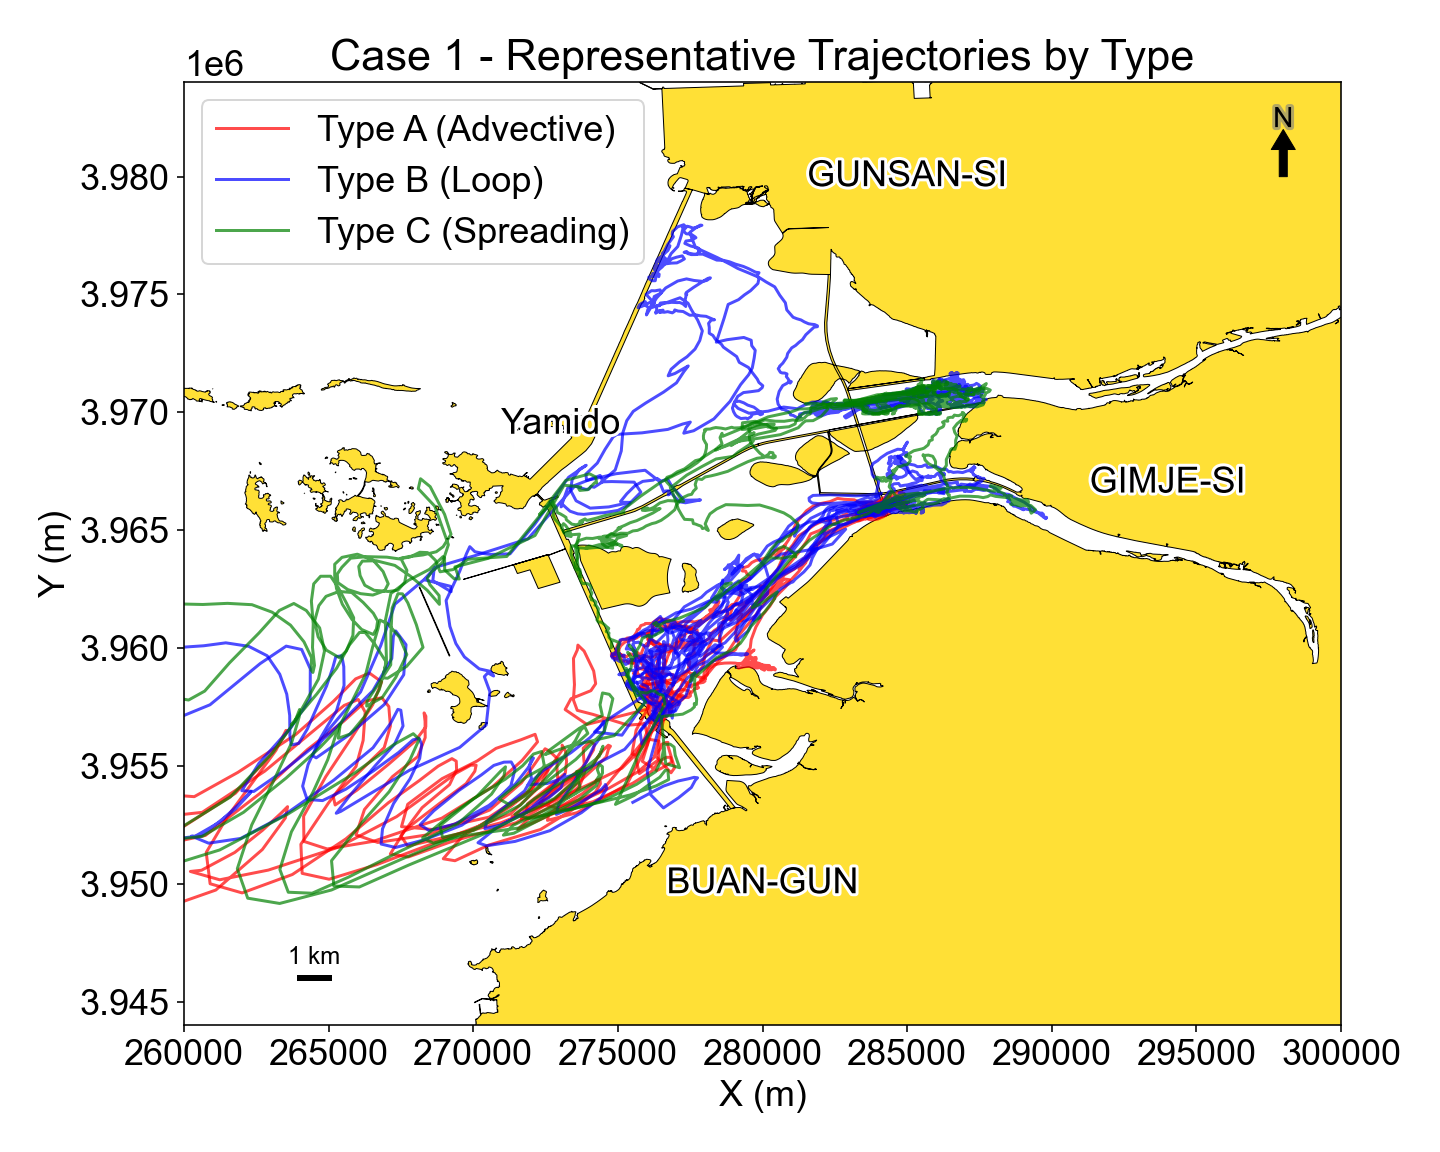 Case 1 - Representative Trajectories by Type
1e6
Type A (Advective)
Type B (Loop)
Type C (Spreading)
N
GUNSAN-SI
Yamido
GIMJE-SI
BUAN-GUN
1 km
3.980
3.975
3.970
3.965
3.960
3.955
3.950
3.945
Y (m)
260000 265000 270000 275000 280000 285000 290000 295000 300000
X (m)